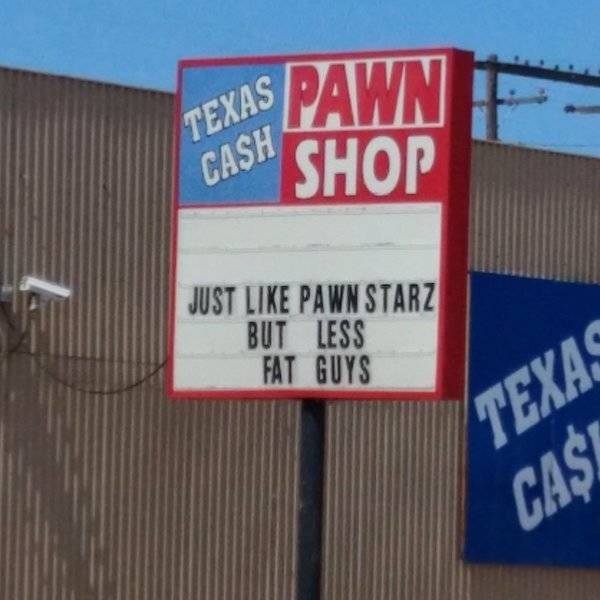 TEXAS
CA$H
PAWN
SHOP
JUST LIKE PAWN STARZ
BUT LESS
FAT GUYS
TEXAS
CA$